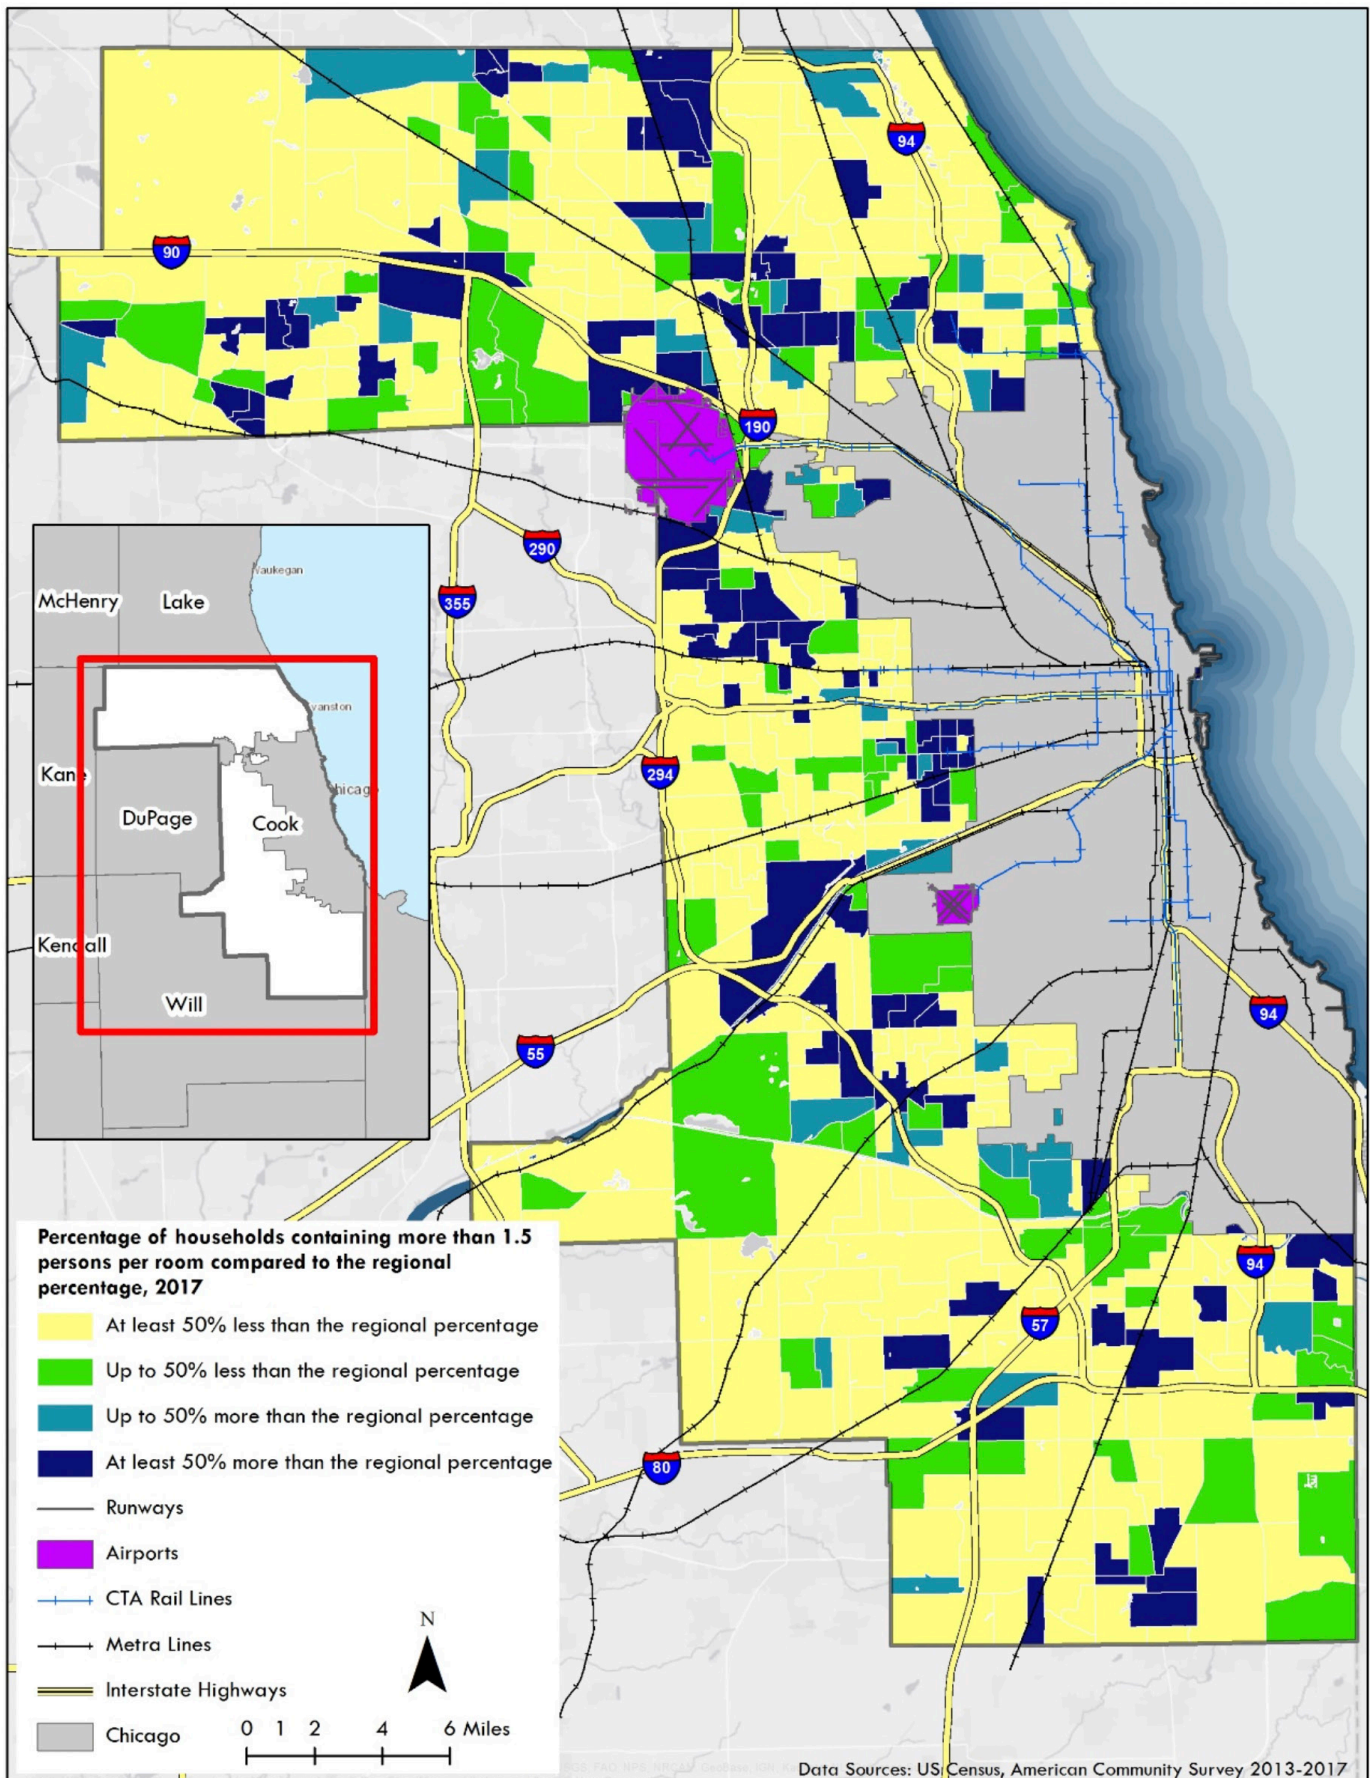 94
90
190
290
355
294
94
55
94
57
80
Waukegan
McHenry
Lake
vanston
Kane
hicago
DuPage
Cook
Kendall
Will
Percentage of households containing more than 1.5
persons per room compared to the regional
percentage, 2017
At least 50% less than the regional percentage
Up to 50% less than the regional percentage
Up to 50% more than the regional percentage
At least 50% more than the regional percentage
Runways
Airports
CTA Rail Lines
Metra Lines
Interstate Highways
Chicago
N
0 1 2 4 6 Miles
Data Sources: US Census, American Community Survey 2013-2017